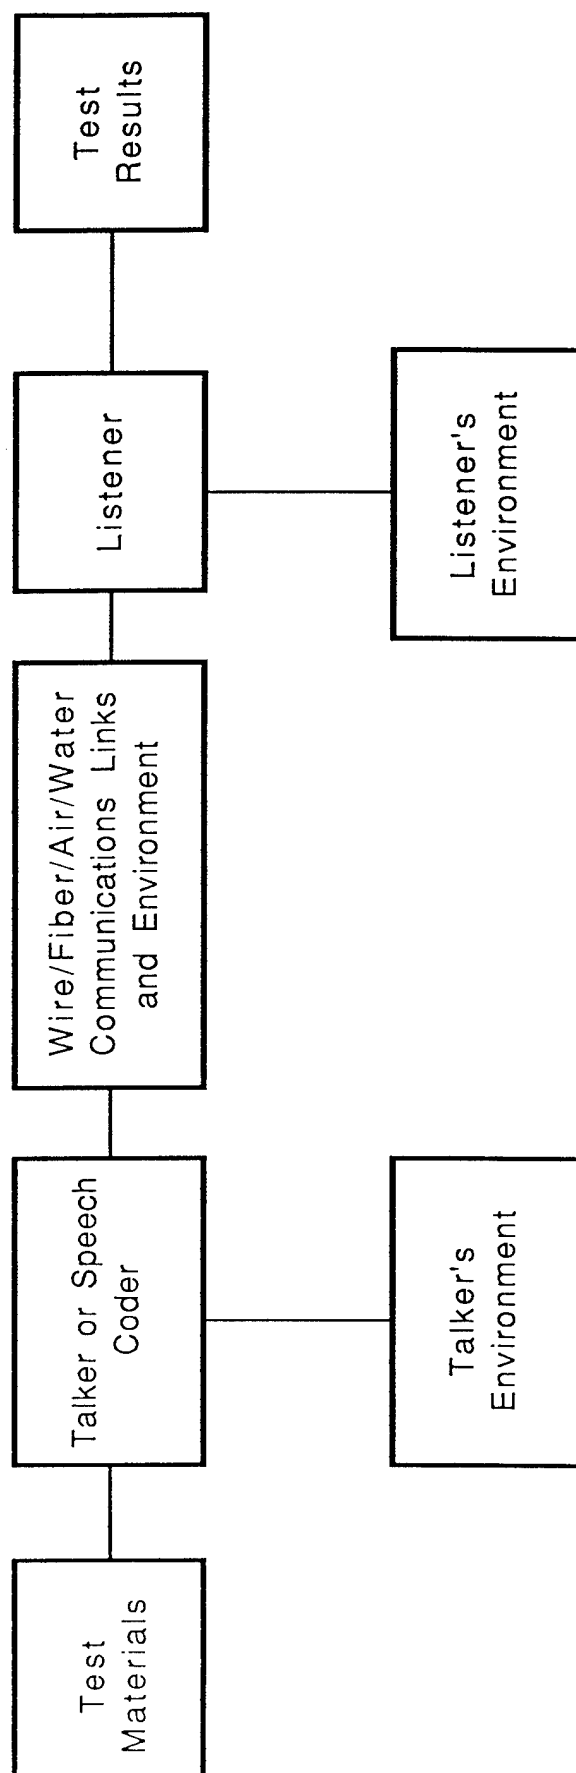 Test
Materials
Talker or Speech
Coder
Wire/Fiber/Air/Water
Communications Links
and Environment
Listener
Test
Results
Talker's
Environment
Listener's
Environment